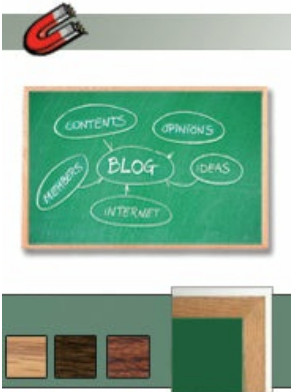 CONTENTS
OPINIONS
BLOG
IDEAS
MEMBERS
INTERNET